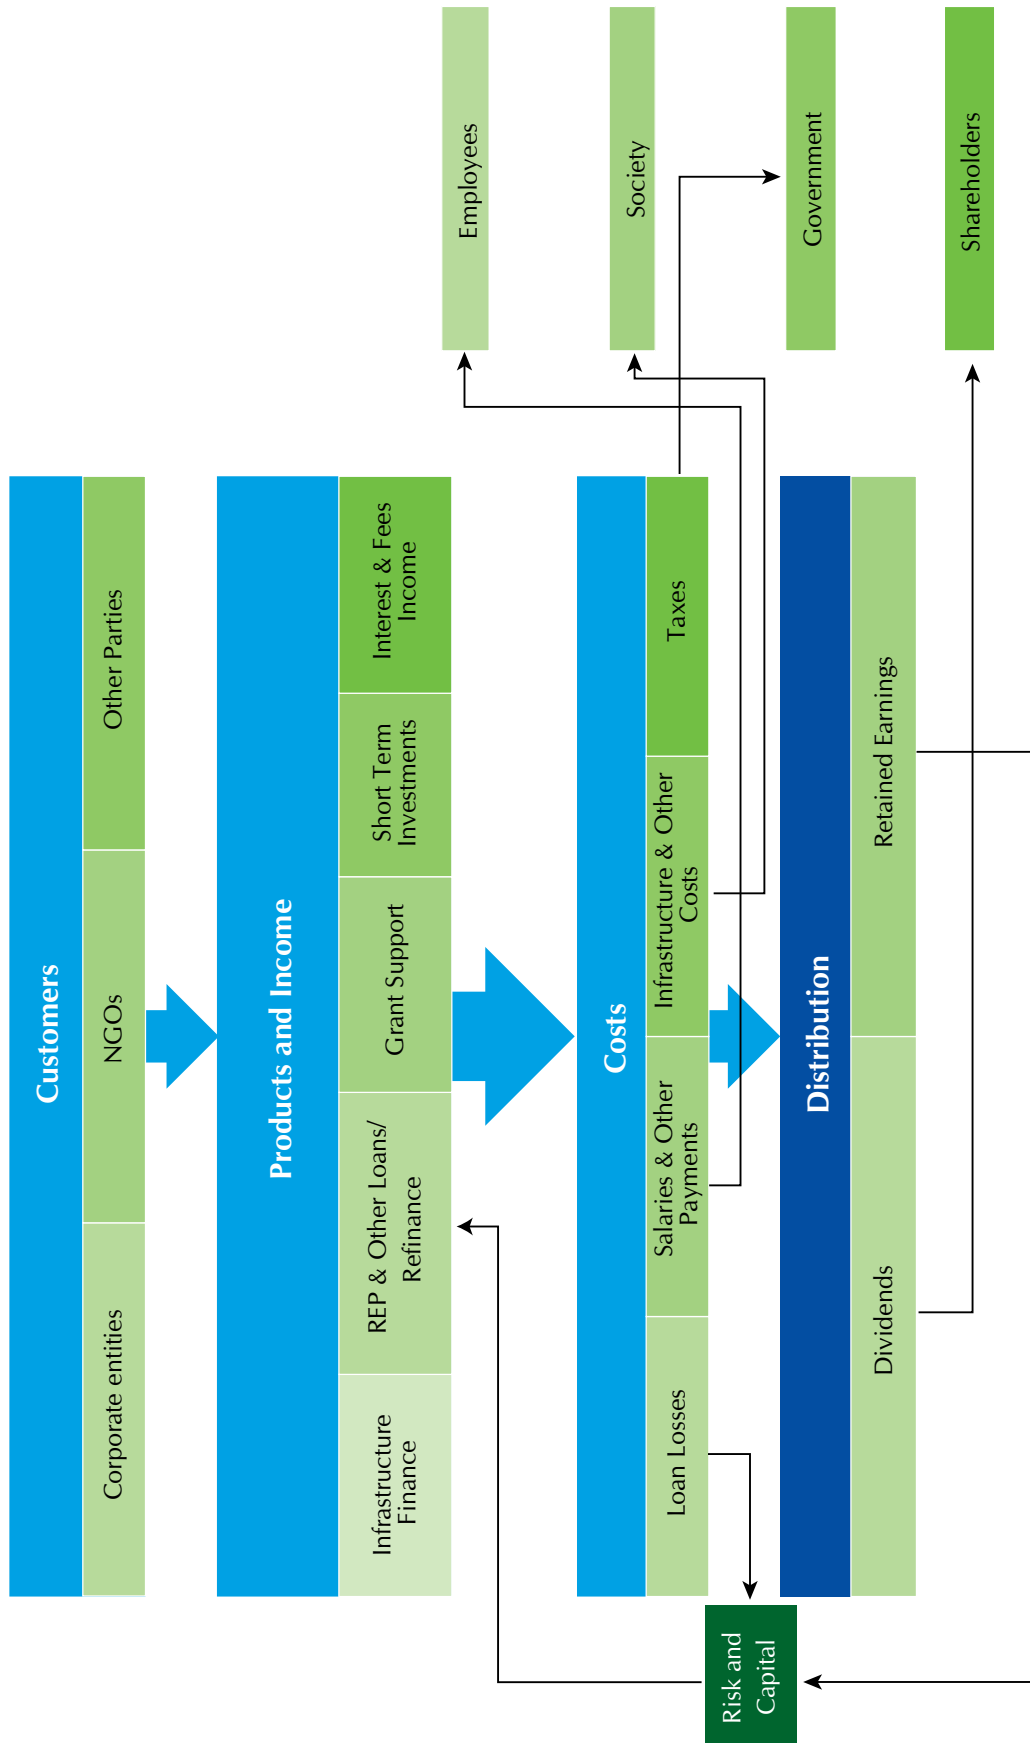 Customers
Corporate entities
NGOs
Other Parties
Products and Income
Infrastructure
Finance
REP & Other Loans/
Refinance
Grant Support
Short Term
Investments
Interest & Fees
Income
Costs
Loan Losses
Salaries & Other
Payments
Infrastructure & Other
Costs
Taxes
Distribution
Dividends
Retained Earnings
Risk and
Capital
Employees
Society
Government
Shareholders